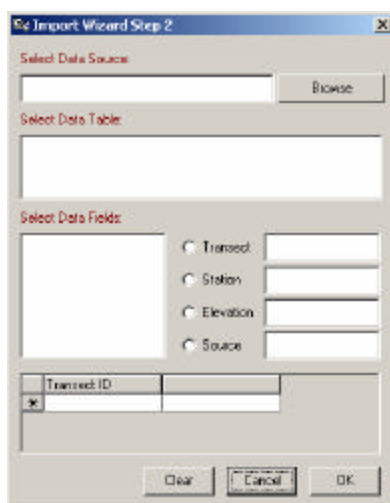 Import Wizard Step 2
Select Data Source:
Browse
Select Data Table:
Select Data Fields:
Transect
Station
Elevation
Source
Transect ID
*
Clear Cancel OK